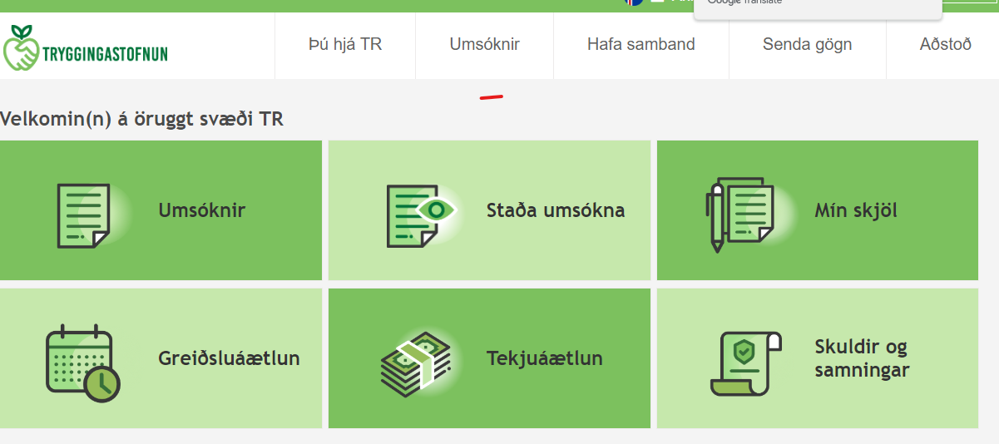 Google Translate
TRYGGINGASTOFNUN
Þú hjá TR
Umsóknir
Hafa samband
Senda gögn
Aðstoð
Velkomin(n) á öruggt svæði TR
Umsóknir
Staða umsókna
Mín skjöl
Greiðsluáætlun
Tekjuáætlun
Skuldir og
samningar